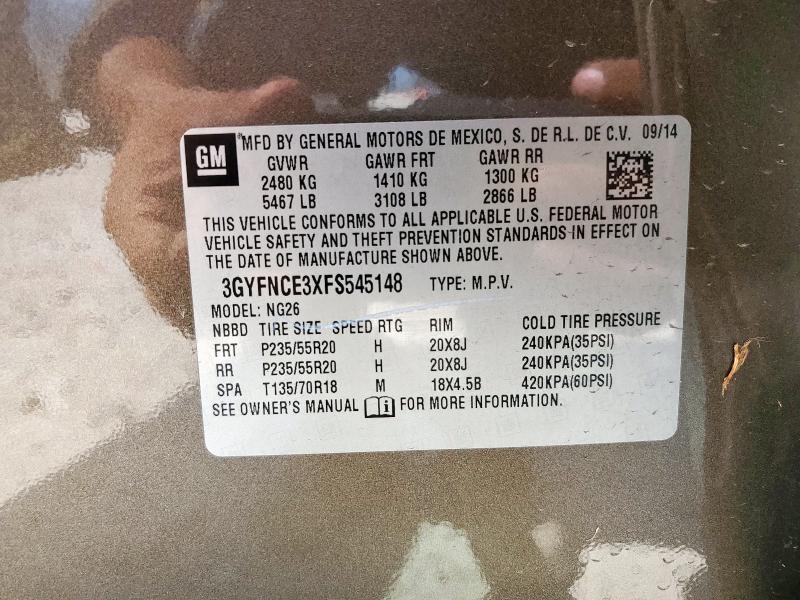 GM
MFD BY GENERAL MOTORS DE MEXICO, S. DE R.L. DE C.V. 09/14
GVWR GAWR FRT GAWR RR
2480 KG 1410 KG 1300 KG
5467 LB 3108 LB 2866 LB
THIS VEHICLE CONFORMS TO ALL APPLICABLE U.S. FEDERAL MOTOR
VEHICLE SAFETY AND THEFT PREVENTION STANDARDS IN EFFECT ON
THE DATE OF MANUFACTURE SHOWN ABOVE.
3GYFNCE3XFS545148 TYPE: M.P.V.
MODEL: NG26
NBBD TIRE SIZE SPEED RTG RIM COLD TIRE PRESSURE
FRT P235/55R20 H 20X8J 240KPA(35PSI)
RR P235/55R20 H 20X8J 240KPA(35PSI)
SPA T135/70R18 M 18X4.5B 420KPA(60PSI)
SEE OWNER'S MANUAL FOR MORE INFORMATION.